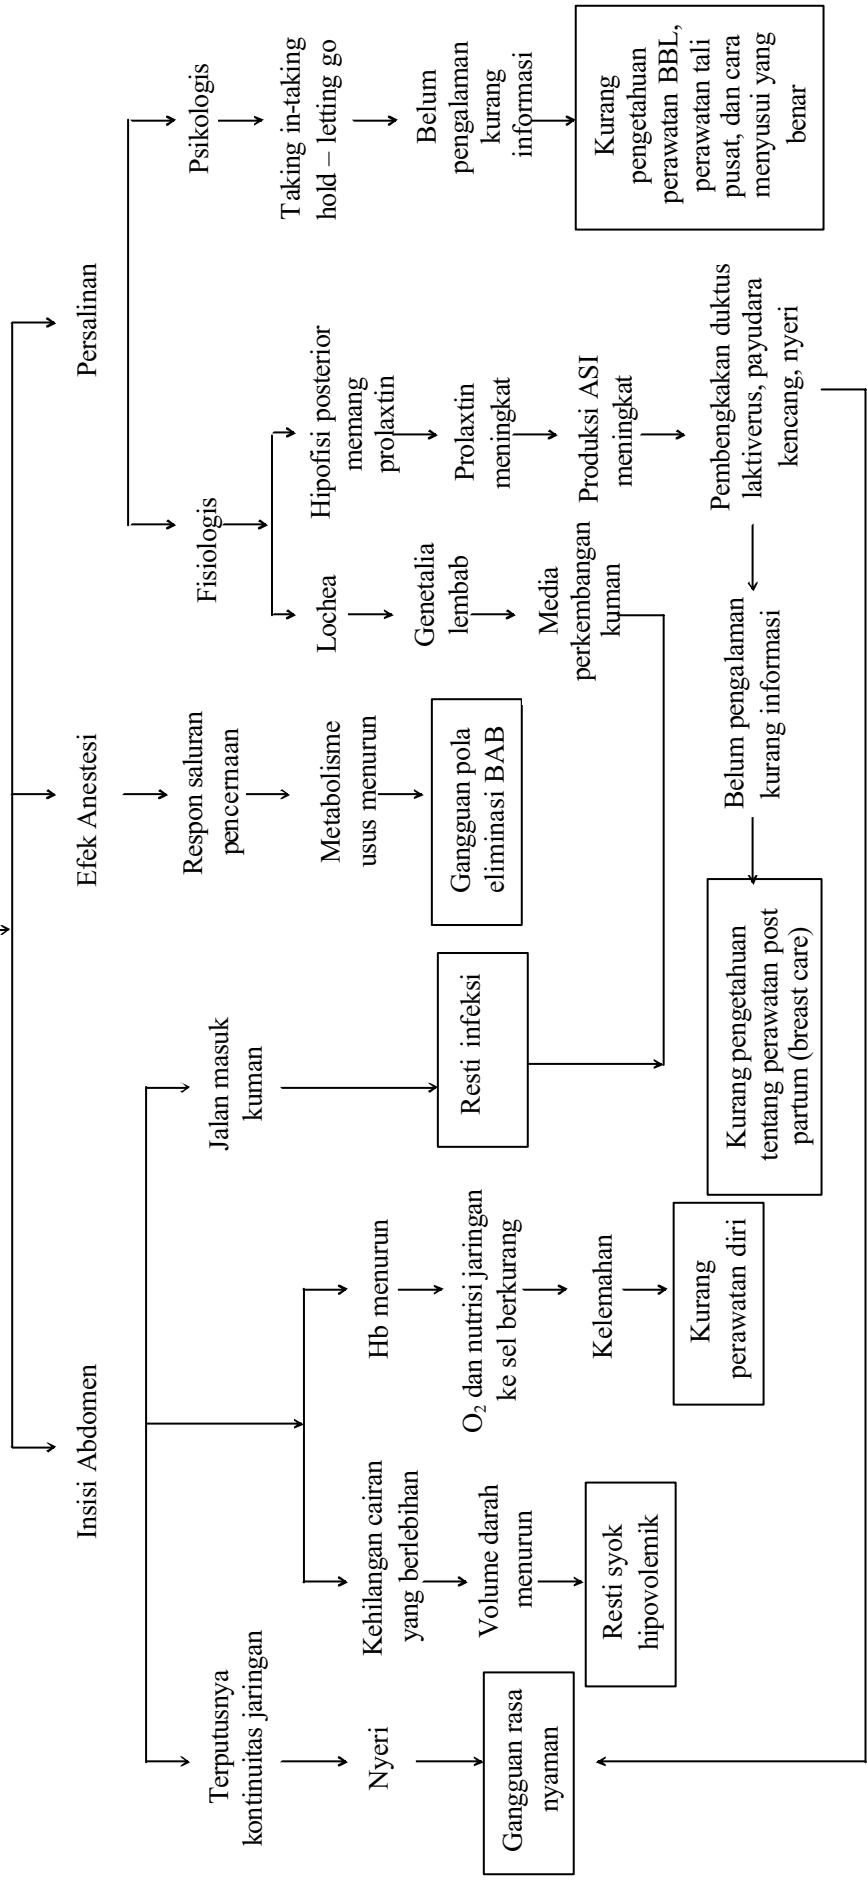 Insisi Abdomen
Efek Anestesi
Persalinan
Terputusnya
kontinuitas jaringan
Nyeri
Gangguan rasa
nyaman
Kehilangan cairan
yang berlebihan
Volume darah
menurun
Resti syok
hipovolemik
Hb menurun
O₂ dan nutrisi jaringan
ke sel berkurang
Kelemahan
Kurang
perawatan diri
Jalan masuk
kuman
Resti infeksi
Respon saluran
pencernaan
Metabolisme
usus menurun
Gangguan pola
eliminasi BAB
Fisiologis
Lochea
Genetalia
lembab
Media
perkembangan
kuman
Hipofisi posterior
memang
prolaxtin
Prolaxtin
meningkat
Produksi ASI
meningkat
Pembengkakan duktus
laktiverus, payudara
kencang, nyeri
Belum pengalaman
kurang informasi
Kurang pengetahuan
tentang perawatan post
partum (breast care)
Psikologis
Taking in-taking
hold – letting go
Belum
pengalaman
kurang
informasi
Kurang
pengetahuan
perawatan BBL,
perawatan tali
pusat, dan cara
menyusui yang
benar